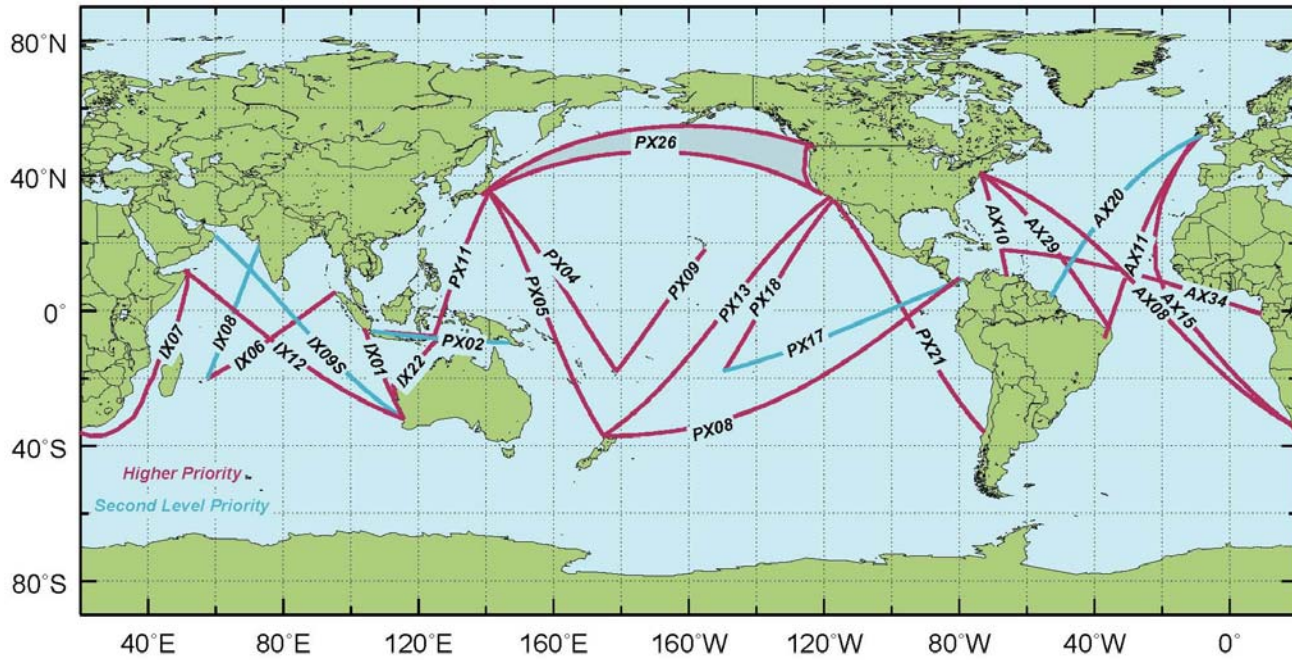 80°N
40°N
0°
40°S
80°S
PX26
AX20
AX10
AX29
AX11
PX11
PX04
PX05
PX09
PX13
PX18
AX34
AX08
AX15
IX07
IX08
IX06
IX12
IX09S
IX01
IX22
PX02
PX17
PX21
PX08
Higher Priority
Second Level Priority
40°E 80°E 120°E 160°E 160°W 120°W 80°W 40°W 0°